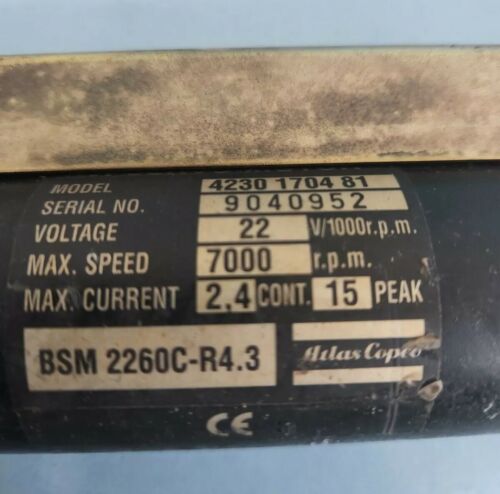 MODEL 4230 1704 81
SERIAL NO. 9040952
VOLTAGE 22 V/1000r.p.m.
MAX. SPEED 7000 r.p.m.
MAX. CURRENT 2,4 CONT. 15 PEAK
BSM 2260C-R4.3 Atlas Copco
CE